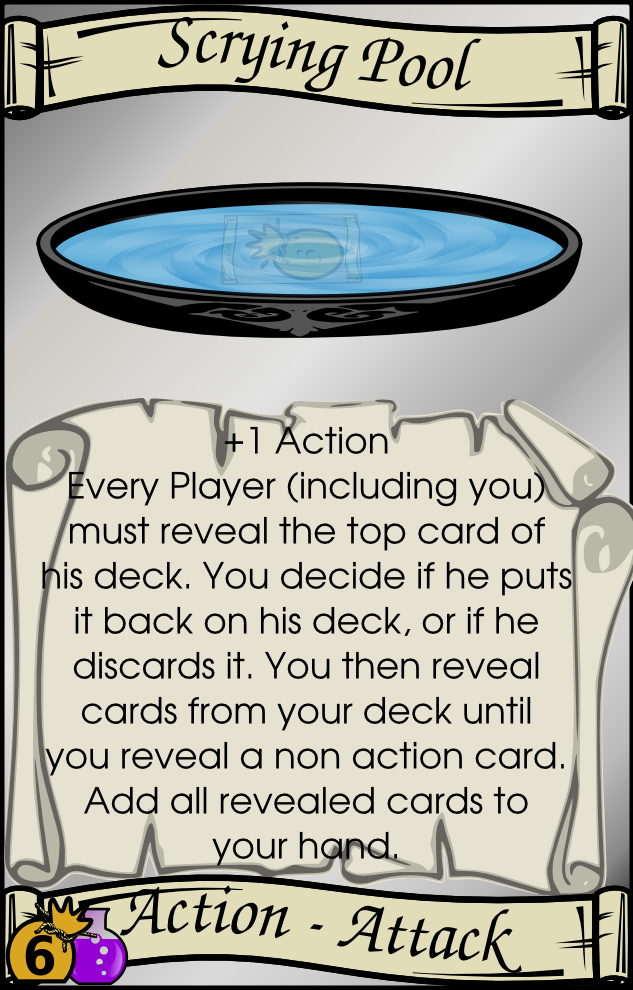 Scrying Pool
+1 Action
Every Player (including you)
must reveal the top card of
his deck. You decide if he puts
it back on his deck, or if he
discards it. You then reveal
cards from your deck until
you reveal a non action card.
Add all revealed cards to
your hand.
Action - Attack
6